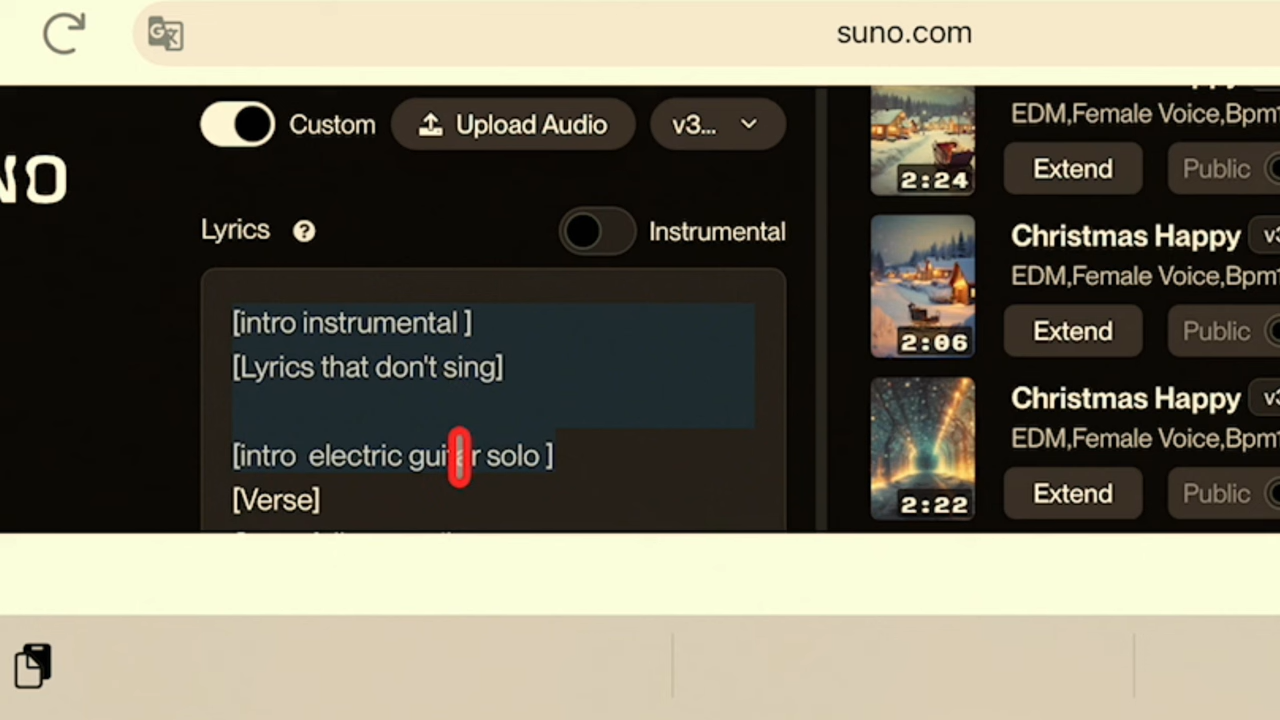 suno.com
Custom
Upload Audio
v3...
NO
Lyrics
Instrumental
[intro instrumental ]
[Lyrics that don't sing]
[intro  electric guitar solo ]
[Verse]
EDM,Female Voice,Bpm
2:24
Extend
Public
Christmas Happy
v3
EDM,Female Voice,Bpm
2:06
Extend
Public
Christmas Happy
v3
EDM,Female Voice,Bpm
2:22
Extend
Public